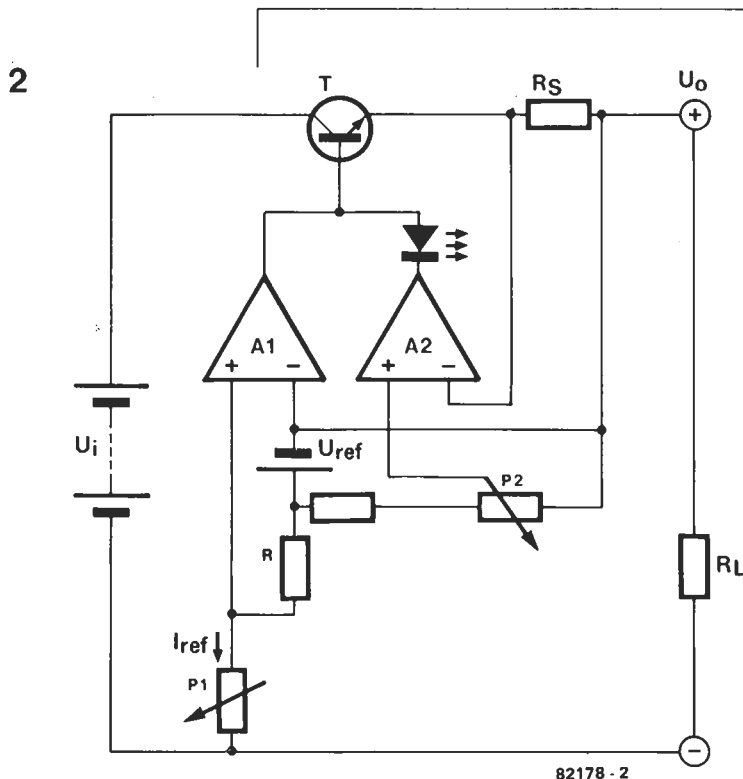 2
T
RS
Uo
+
A1
+ −
A2
+ −
Ui
Uref
P2
R
RL
Iref
P1
−
82178 - 2